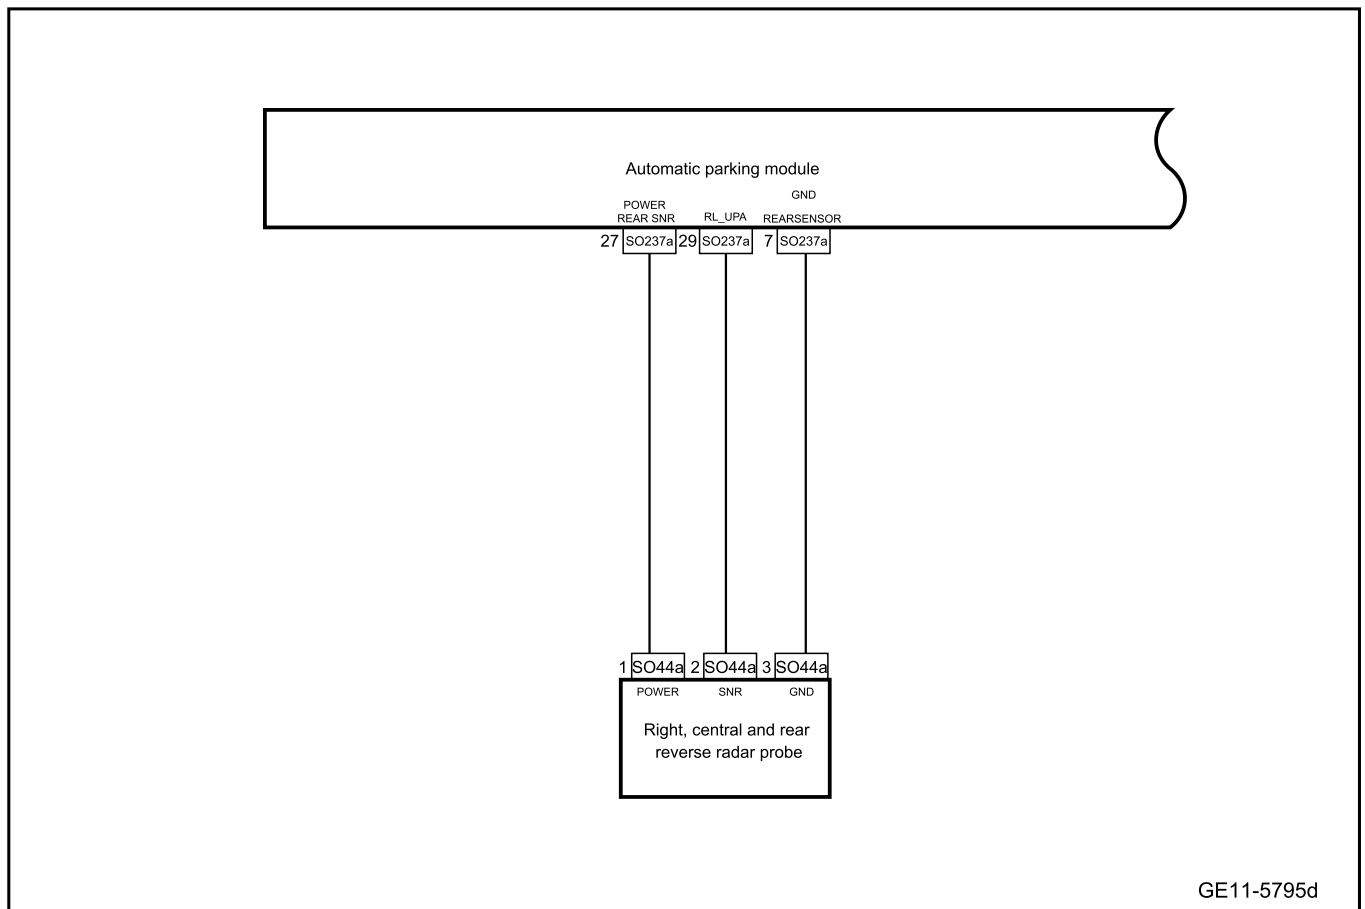 Automatic parking module
GND
POWER
REAR SNR
RL_UPA
REARSENSOR
27 SO237a 29 SO237a 7 SO237a
1 SO44a 2 SO44a 3 SO44a
POWER SNR GND
Right, central and rear
reverse radar probe
GE11-5795d